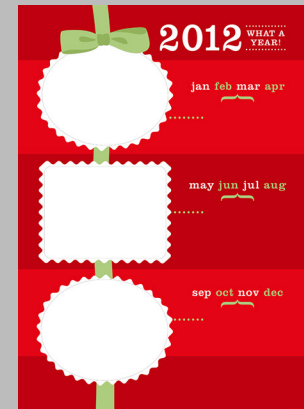 2012 WHAT A
YEAR!
jan feb mar apr
may jun jul aug
sep oct nov dec